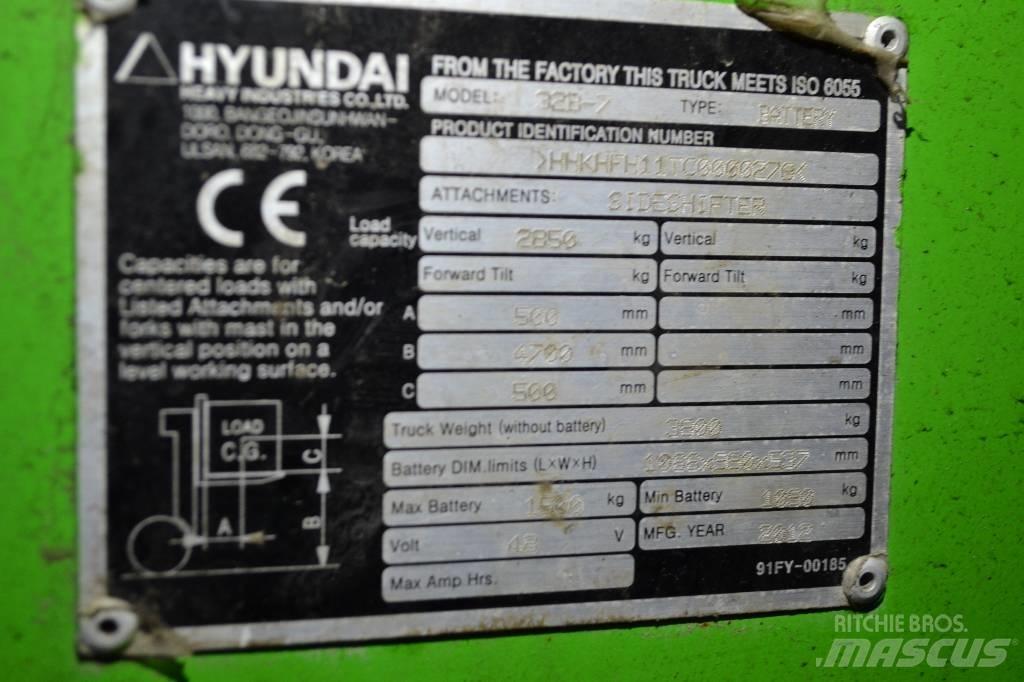 HYUNDAI
HEAVY INDUSTRIES CO., LTD.
DORO, DONG-GU,
ULSAN, 682-792, KOREA
FROM THE FACTORY THIS TRUCK MEETS ISO 6055
MODEL: 32B-7 TYPE: BATTERY
PRODUCT IDENTIFICATION NUMBER
ATTACHMENTS: SIDESHIFTER
Load capacity Vertical 2850 kg Vertical kg
Forward Tilt kg Forward Tilt kg
A 500 mm mm
B 4700 mm mm
C 500 mm mm
Capacities are for
centered loads with
Listed Attachments and/or
forks with mast in the
vertical position on a
level working surface.
LOAD
C.G.
C
A
B
Truck Weight (without battery) kg
Battery DIM. limits (L×W×H) mm
Max Battery 1500 kg Min Battery kg
Volt 48 V MFG. YEAR 2012
Max Amp Hrs.
91FY-00185
RITCHIE BROS.
MASCUS